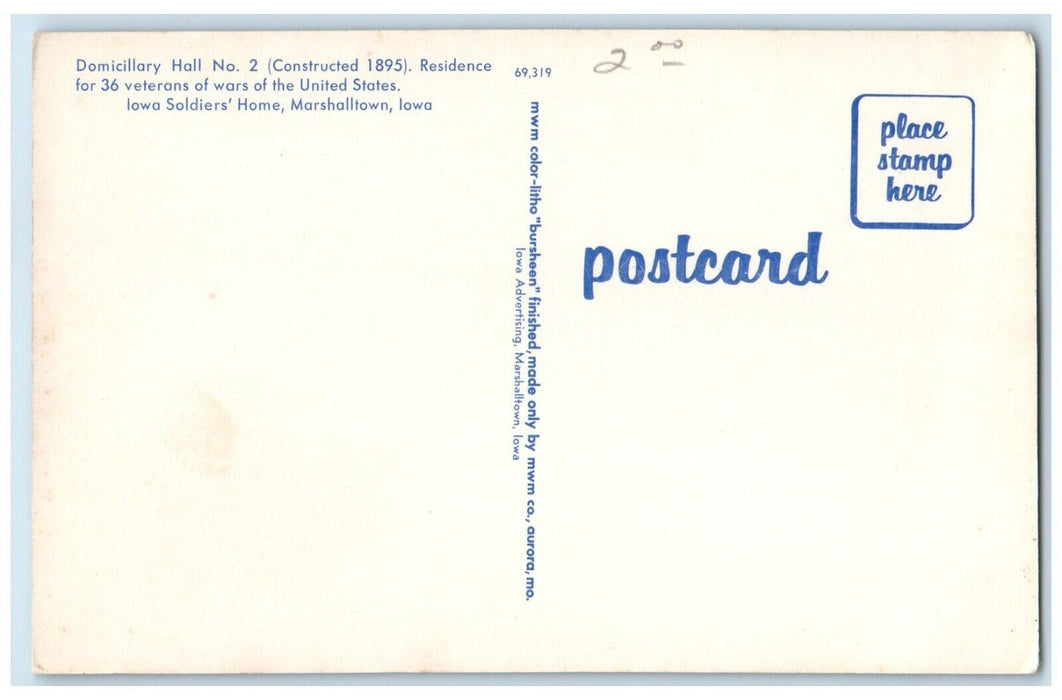 Domicillary Hall No. 2 (Constructed 1895). Residence
for 36 veterans of wars of the United States.
Iowa Soldiers' Home, Marshalltown, Iowa
69,319
2 00
place
stamp
here
postcard
mwm color-litho "bursheen" finished, made only by mwm co., aurora, mo.
Iowa Advertising, Marshalltown, Iowa